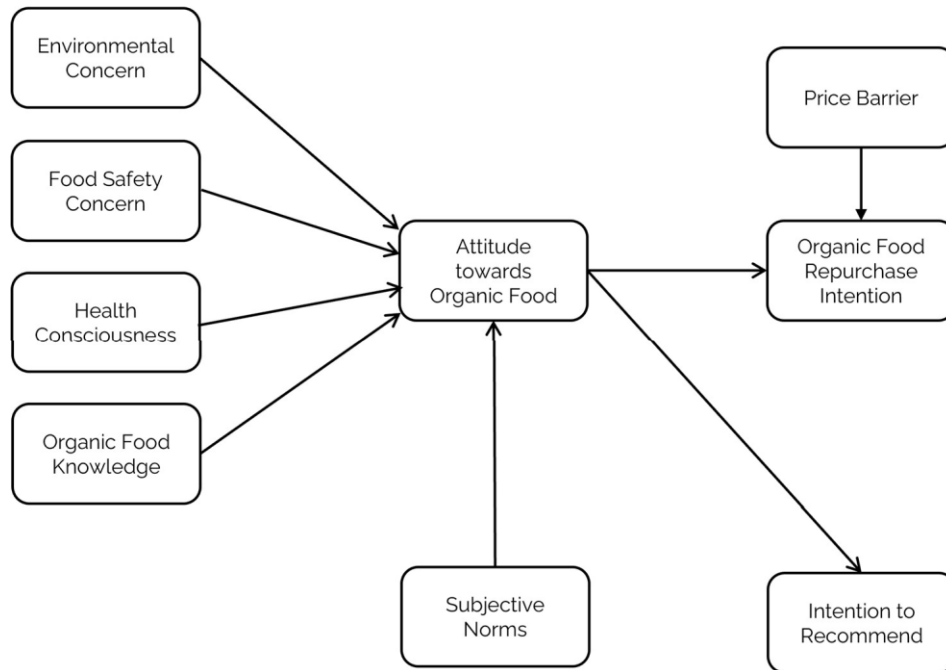 Environmental
Concern
Food Safety
Concern
Health
Consciousness
Organic Food
Knowledge
Attitude
towards
Organic Food
Subjective
Norms
Price Barrier
Organic Food
Repurchase
Intention
Intention to
Recommend